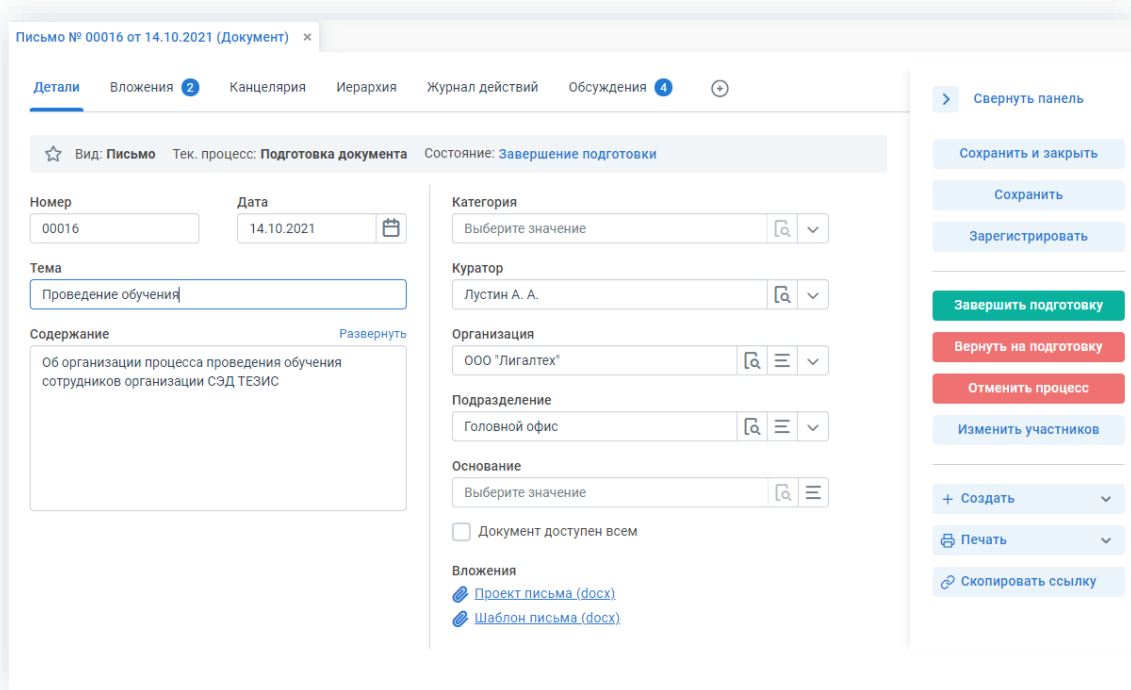 Письмо № 00016 от 14.10.2021 (Документ) ×
Детали Вложения 2 Канцелярия Иерархия Журнал действий Обсуждения 4
Вид: Письмо Тек. процесс: Подготовка документа Состояние: Завершение подготовки
Номер Дата
00016 14.10.2021
Тема
Проведение обучения
Содержание Развернуть
Об организации процесса проведения обучения
сотрудников организации СЭД ТЕЗИС
Категория
Выберите значение
Куратор
Лустин А. А.
Организация
ООО "Лигалтех"
Подразделение
Головной офис
Основание
Выберите значение
Документ доступен всем
Вложения
Проект письма (docx)
Шаблон письма (docx)
Свернуть панель
Сохранить и закрыть
Сохранить
Зарегистрировать
Завершить подготовку
Вернуть на подготовку
Отменить процесс
Изменить участников
+ Создать
Печать
Скопировать ссылку